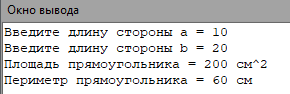 Окно вывода
Введите длину стороны a = 10
Введите длину стороны b = 20
Площадь прямоугольника = 200 см^2
Периметр прямоугольника = 60 см